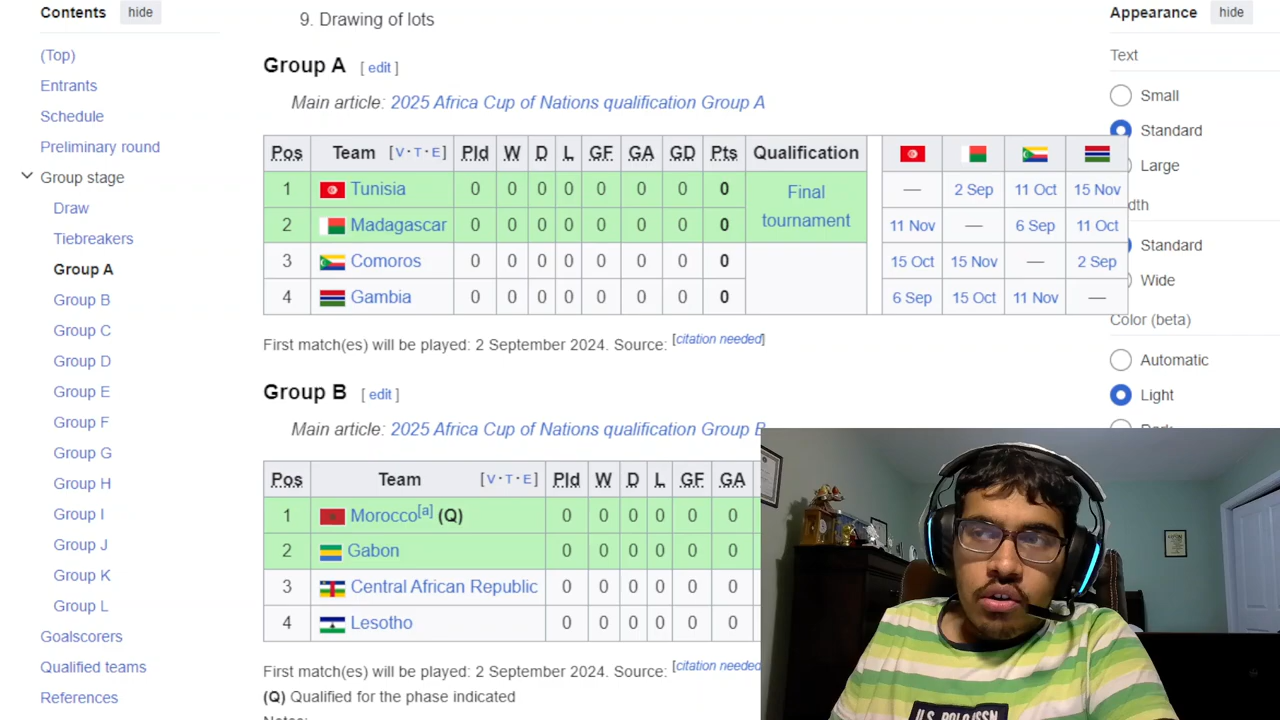 Contents hide
(Top)
Entrants
Schedule
Preliminary round
Group stage
Draw
Tiebreakers
Group A
Group B
Group C
Group D
Group E
Group F
Group G
Group H
Group I
Group J
Group K
Group L
Goalscorers
Qualified teams
References
9. Drawing of lots
Group A [ edit ]
Main article: 2025 Africa Cup of Nations qualification Group A
Pos Team [V·T·E] Pld W D L GF GA GD Pts Qualification
1 Tunisia 0 0 0 0 0 0 0 0 Final tournament — 2 Sep 11 Oct 15 Nov
2 Madagascar 0 0 0 0 0 0 0 0 11 Nov — 6 Sep 11 Oct
3 Comoros 0 0 0 0 0 0 0 0 15 Oct 15 Nov — 2 Sep
4 Gambia 0 0 0 0 0 0 0 0 6 Sep 15 Oct 11 Nov —
First match(es) will be played: 2 September 2024. Source: [citation needed]
Group B [ edit ]
Main article: 2025 Africa Cup of Nations qualification Group B
Pos Team [V·T·E] Pld W D L GF GA
1 Morocco[a] (Q) 0 0 0 0 0 0
2 Gabon 0 0 0 0 0 0
3 Central African Republic 0 0 0 0 0 0
4 Lesotho 0 0 0 0 0 0
First match(es) will be played: 2 September 2024. Source: [citation needed
(Q) Qualified for the phase indicated
Appearance hide
Text
Small
Standard
Large
Standard
Wide
Color (beta)
Automatic
Light